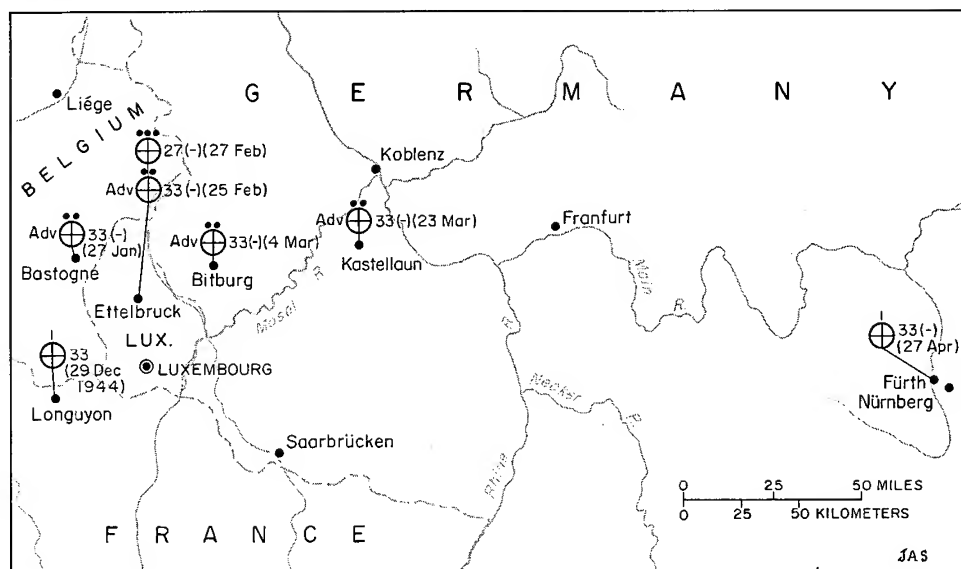 G E R M A N Y
Liége
BELGIUM
27(-)(27 Feb)
Adv 33(-)(25 Feb)
Koblenz
Adv 33(-)
(27 Jan)
Bastogné
Adv 33(-)(4 Mar)
Bitburg
Adv 33(-)(23 Mar)
Kastellaun
Franfurt
Ettelbruck
Mosel R.
Main
R.
LUX.
LUXEMBOURG
33
(29 Dec
1944)
Longuyon
R.
33(-)
(27 Apr)
Fürth
Nürnberg
Neckar
R.
Saarbrücken
Rhine
0 25 50 MILES
0 25 50 KILOMETERS
F R A N C E
JAS